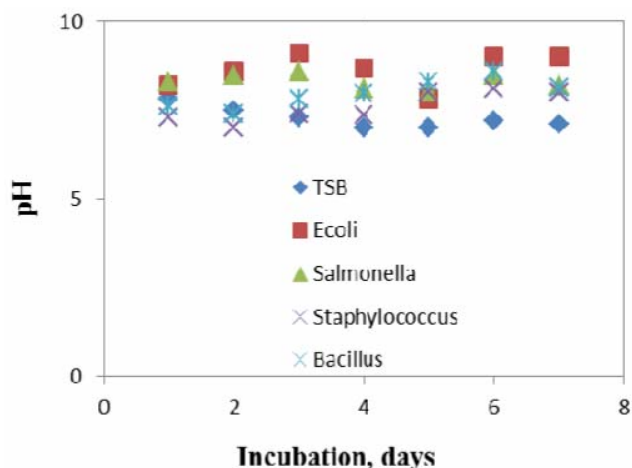 10
5
0
pH
TSB
Ecoli
Salmonella
Staphylococcus
Bacillus
0 2 4 6 8
Incubation, days